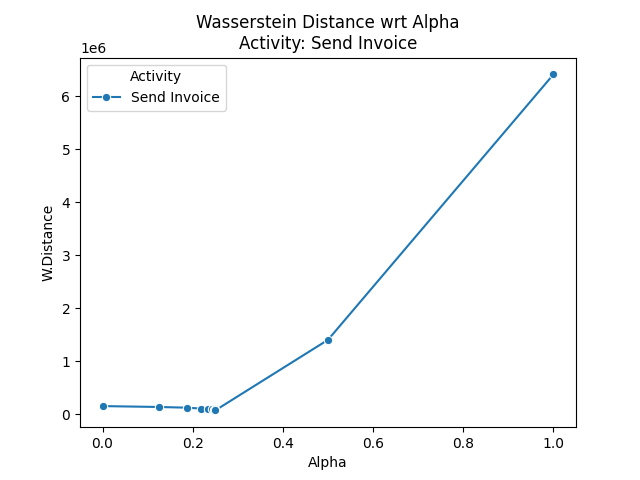 Wasserstein Distance wrt Alpha
Activity: Send Invoice
1e6
Activity
Send Invoice
6
5
4
3
2
1
0
W.Distance
0.0 0.2 0.4 0.6 0.8 1.0
Alpha